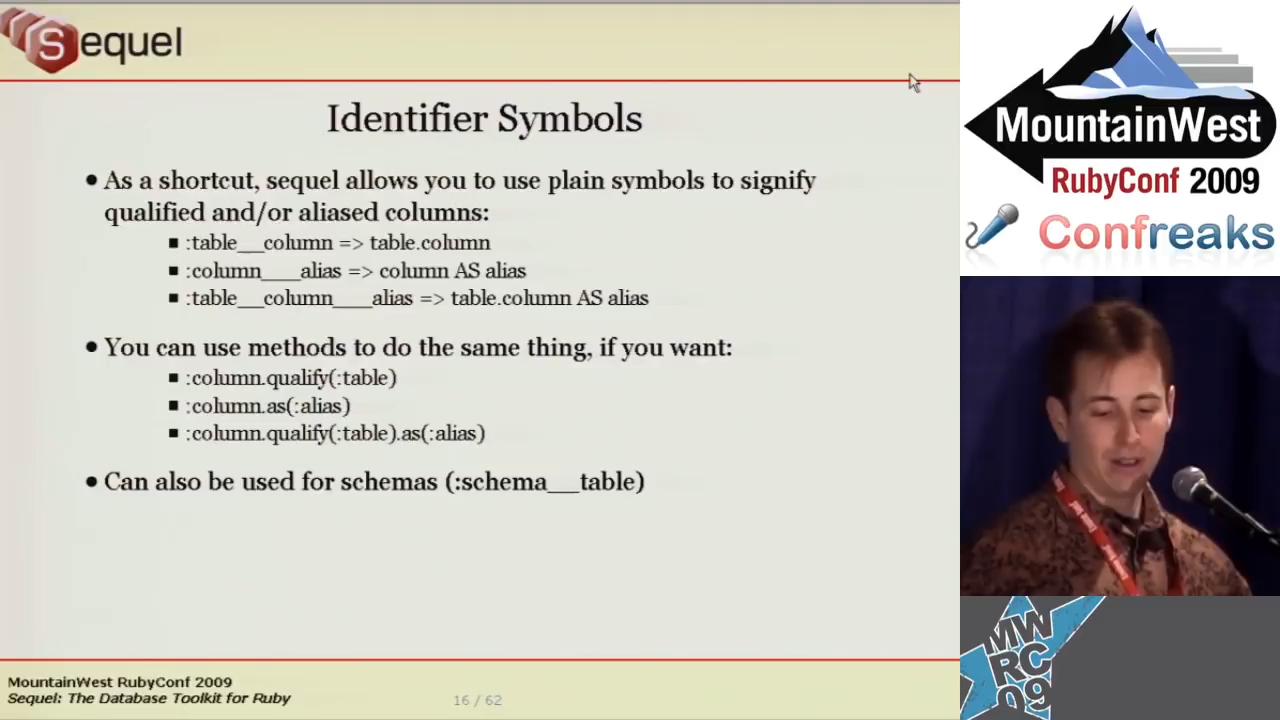 Sequel
Identifier Symbols
• As a shortcut, sequel allows you to use plain symbols to signify
qualified and/or aliased columns:
▪ :table__column => table.column
▪ :column___alias => column AS alias
▪ :table__column___alias => table.column AS alias
• You can use methods to do the same thing, if you want:
▪ :column.qualify(:table)
▪ :column.as(:alias)
▪ :column.qualify(:table).as(:alias)
• Can also be used for schemas (:schema__table)
MountainWest RubyConf 2009
Sequel: The Database Toolkit for Ruby
16 / 62
MountainWest
RubyConf 2009
Confreaks
MW
RC
09